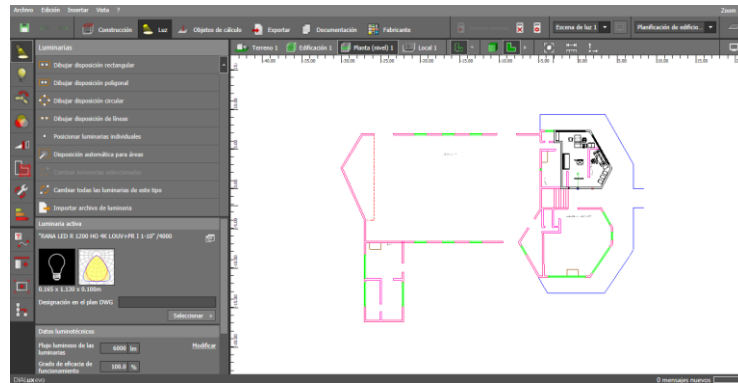 Archivo Edición Insertar Vista ?
Zoom
Construcción Luz Objetos de cálculo Exportar Documentación Fabricante
Escena de luz 1 Planificación de edificio...
Luminarias
Terreno 1 Edificación 1 Planta (nivel) 1 Local 1
Dibujar disposición rectangular
Dibujar disposición poligonal
Dibujar disposición circular
Dibujar disposición de líneas
Posicionar luminarias individuales
Disposición automática para áreas
Cambiar todas las luminarias de este tipo
Importar archivo de luminaria
Luminaria activa
"RANA LED R 1200 HO 4K LOUV+PR I 1-10" /4000
0.165 x 1.130 x 0.100m
Designación en el plan DWG
Seleccionar
Datos luminotécnicos
Flujo luminoso de las luminarias 6000 lm Modificar
Grado de eficacia de funcionamiento 100.0 %
DIALux evo
0 mensajes nuevos